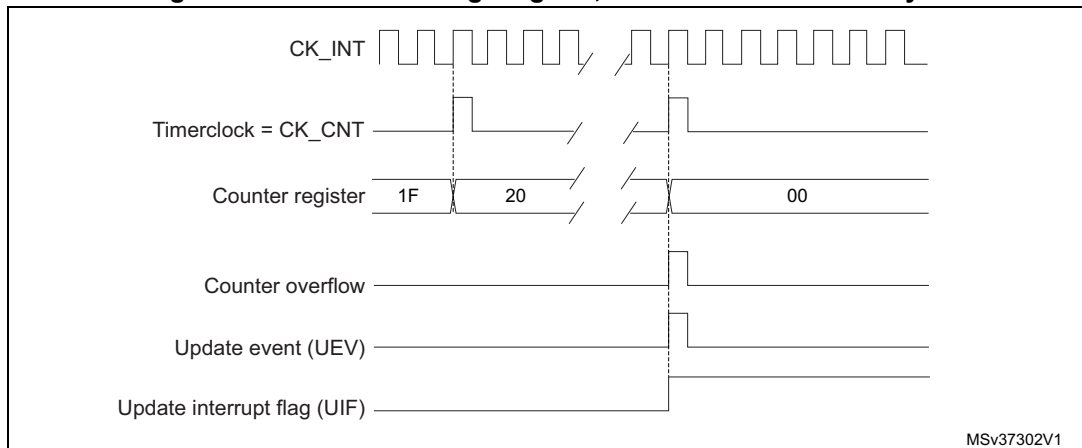 CK_INT
Timerclock = CK_CNT
Counter register
1F
20
00
Counter overflow
Update event (UEV)
Update interrupt flag (UIF)
MSv37302V1